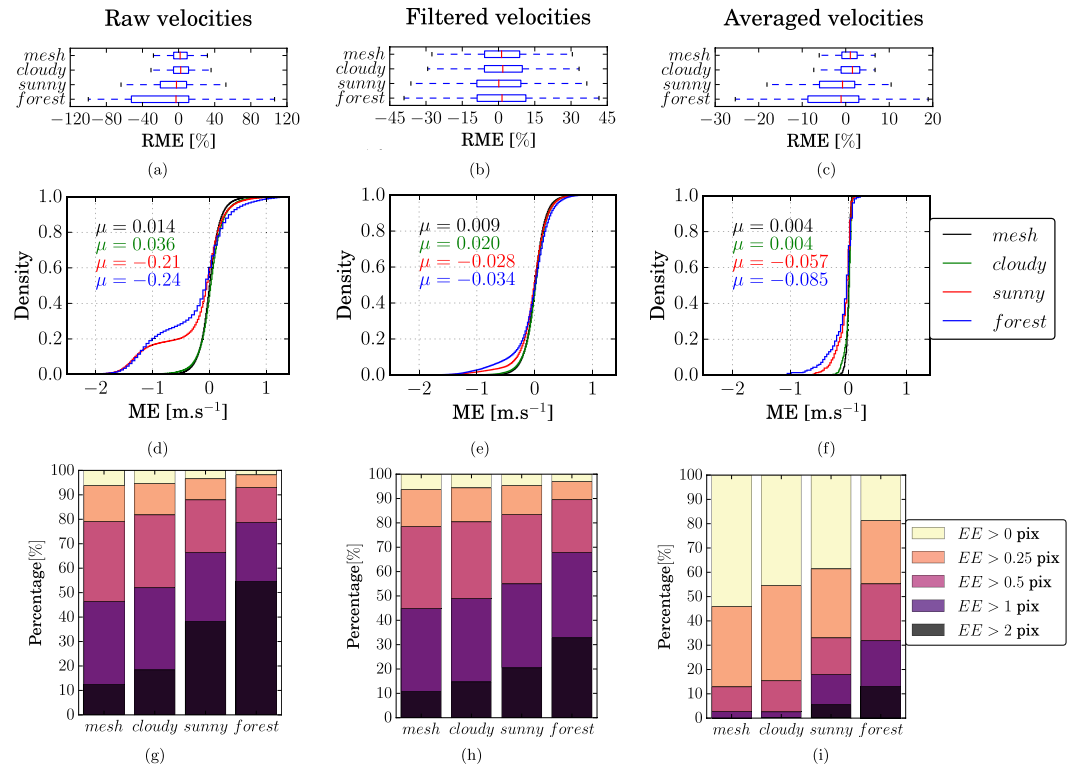 Raw velocities
mesh
cloudy
sunny
forest
−120 −80 −40 0 40 80 120
RME [%]
(a)
Filtered velocities
mesh
cloudy
sunny
forest
−45 −30 −15 0 15 30 45
RME [%]
(b)
Averaged velocities
mesh
cloudy
sunny
forest
−30 −20 −10 0 10 20
RME [%]
(c)
Density
1.0
0.8
0.6
0.4
0.2
0.0
μ = 0.014
μ = 0.036
μ = −0.21
μ = −0.24
−2 −1 0 1
ME [m.s⁻¹]
(d)
Density
1.0
0.8
0.6
0.4
0.2
0.0
μ = 0.009
μ = 0.020
μ = −0.028
μ = −0.034
−2 −1 0 1
ME [m.s⁻¹]
(e)
Density
1.0
0.8
0.6
0.4
0.2
0.0
μ = 0.004
μ = 0.004
μ = −0.057
μ = −0.085
−2 −1 0 1
ME [m.s⁻¹]
(f)
mesh
cloudy
sunny
forest
Percentage[%]
100
90
80
70
60
50
40
30
20
10
0
mesh cloudy sunny forest
(g)
Percentage[%]
100
90
80
70
60
50
40
30
20
10
0
mesh cloudy sunny forest
(h)
Percentage[%]
100
90
80
70
60
50
40
30
20
10
0
mesh cloudy sunny forest
(i)
EE > 0 pix
EE > 0.25 pix
EE > 0.5 pix
EE > 1 pix
EE > 2 pix